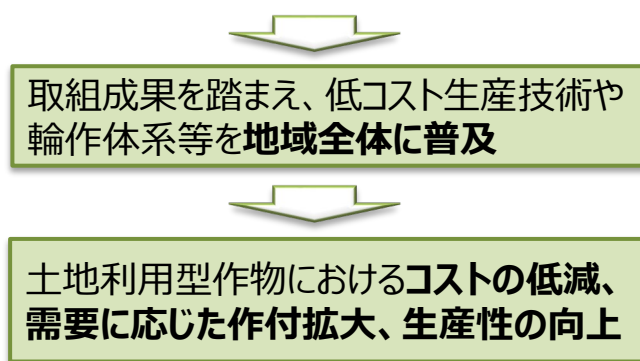 取組成果を踏まえ、低コスト生産技術や
輪作体系等を地域全体に普及
土地利用型作物におけるコストの低減、
需要に応じた作付拡大、生産性の向上